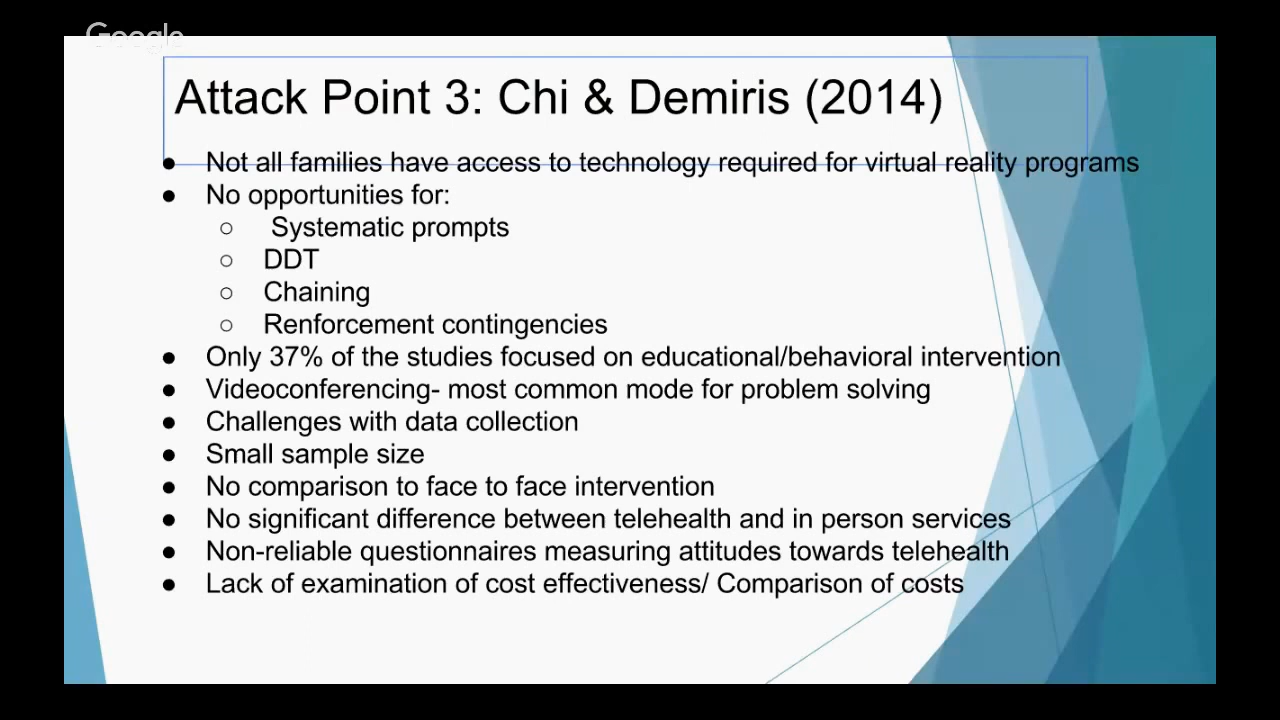 Google
Attack Point 3: Chi & Demiris (2014)
● Not all families have access to technology required for virtual reality programs
● No opportunities for:
○ Systematic prompts
○ DDT
○ Chaining
○ Renforcement contingencies
● Only 37% of the studies focused on educational/behavioral intervention
● Videoconferencing- most common mode for problem solving
● Challenges with data collection
● Small sample size
● No comparison to face to face intervention
● No significant difference between telehealth and in person services
● Non-reliable questionnaires measuring attitudes towards telehealth
● Lack of examination of cost effectiveness/ Comparison of costs